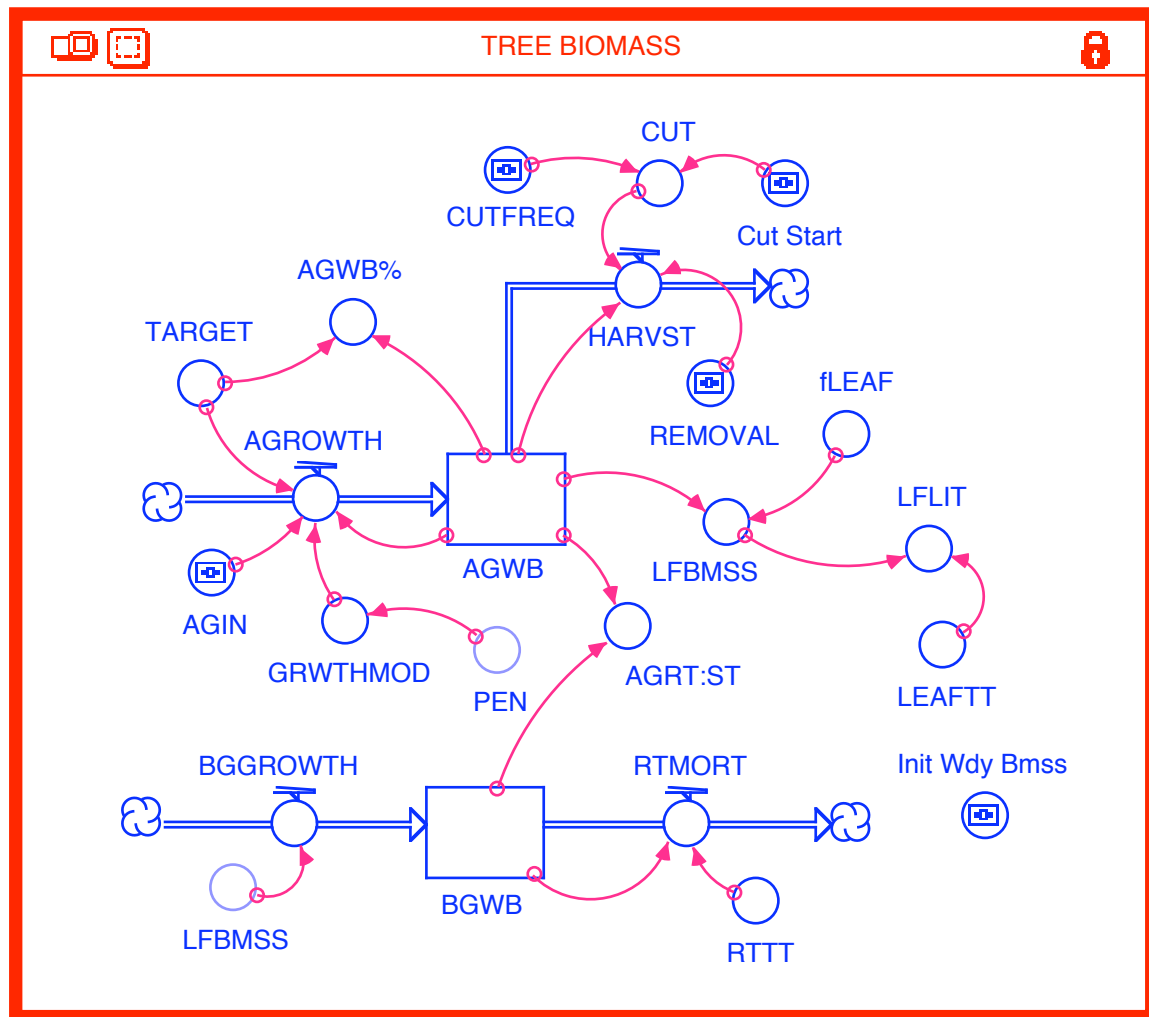 TREE BIOMASS
CUT
CUTFREQ
Cut Start
AGWB%
TARGET
HARVST
fLEAF
REMOVAL
AGROWTH
LFLIT
AGWB
LFBMSS
AGIN
GRWTHMOD
PEN
AGRT:ST
LEAFTT
BGGROWTH
RTMORT
Init Wdy Bmss
BGWB
LFBMSS
RTTT